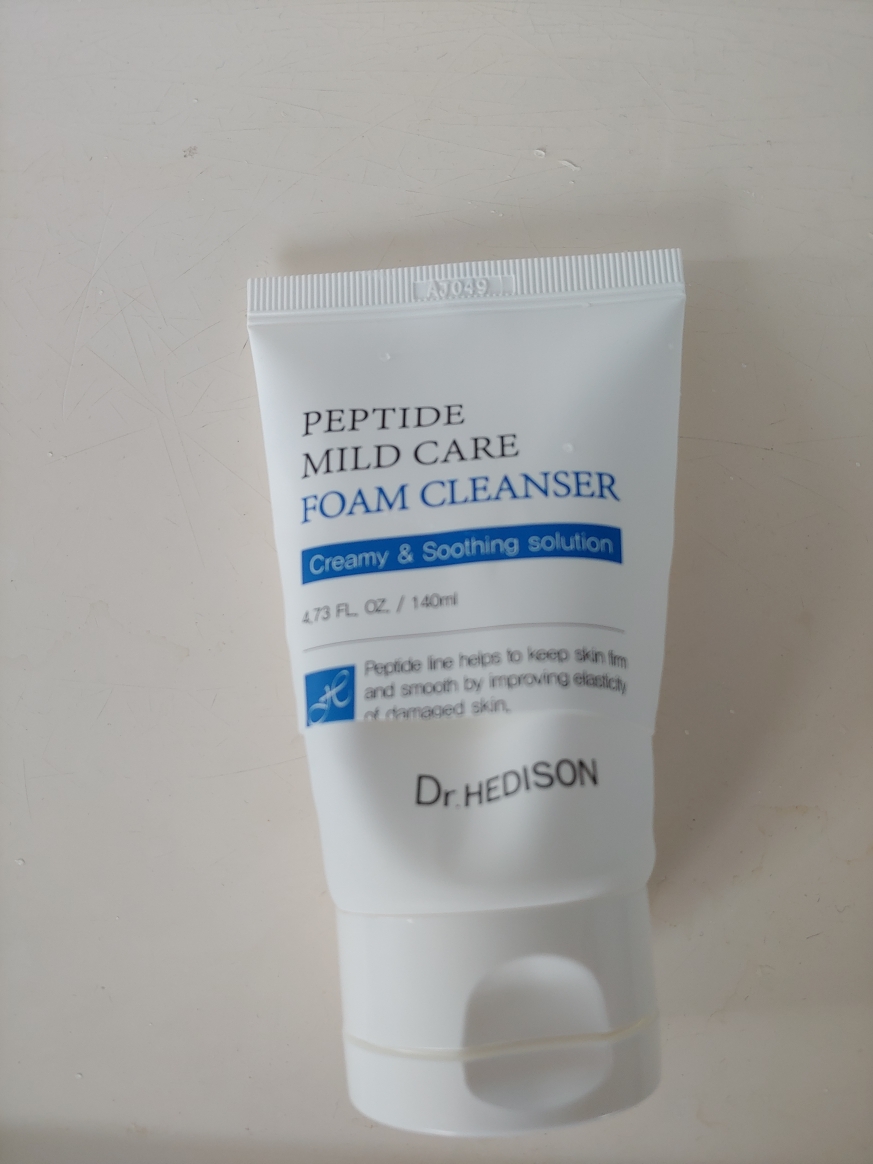 AJ049
PEPTIDE
MILD CARE
FOAM CLEANSER
Creamy & Soothing solution
4.73 FL. OZ. / 140ml
H
Peptide line helps to keep skin firm
and smooth by improving elasticity
of damaged skin.
Dr.HEDISON